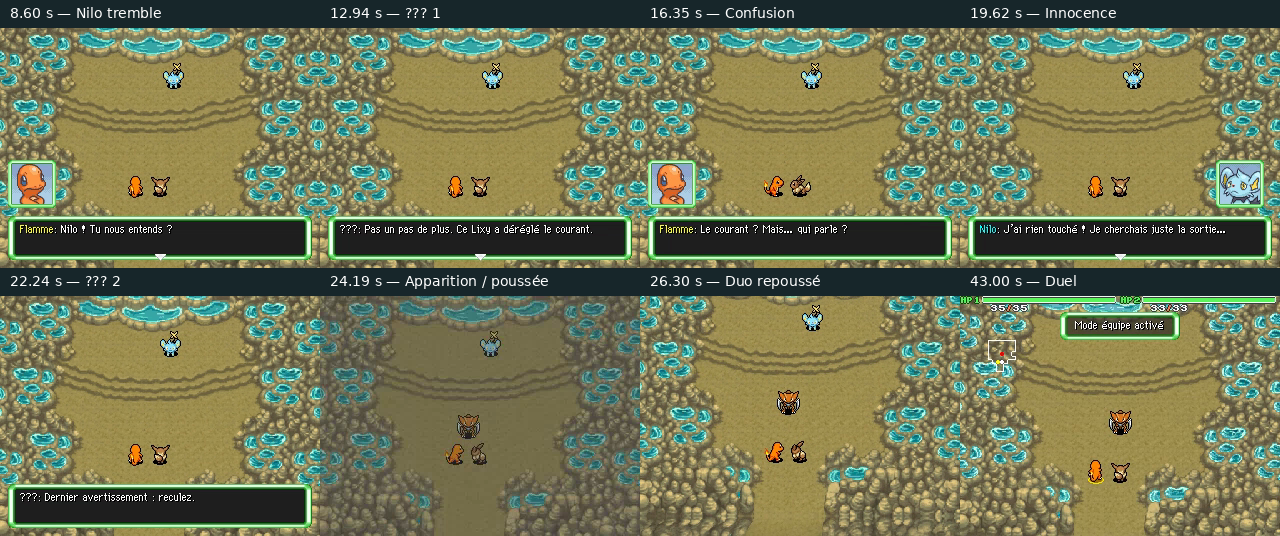 8.60 s — Nilo tremble
12.94 s — ??? 1
16.35 s — Confusion
19.62 s — Innocence
Flamme: Nilo ! Tu nous entends ?
???: Pas un pas de plus. Ce Lixy a déréglé le courant.
Flamme: Le courant ? Mais... qui parle ?
Nilo: J'ai rien touché ! Je cherchais juste la sortie...
22.24 s — ??? 2
24.19 s — Apparition / poussée
26.30 s — Duo repoussé
43.00 s — Duel
HP1 HP2
35/35 33/33
Mode équipe activé
???: Dernier avertissement : reculez.